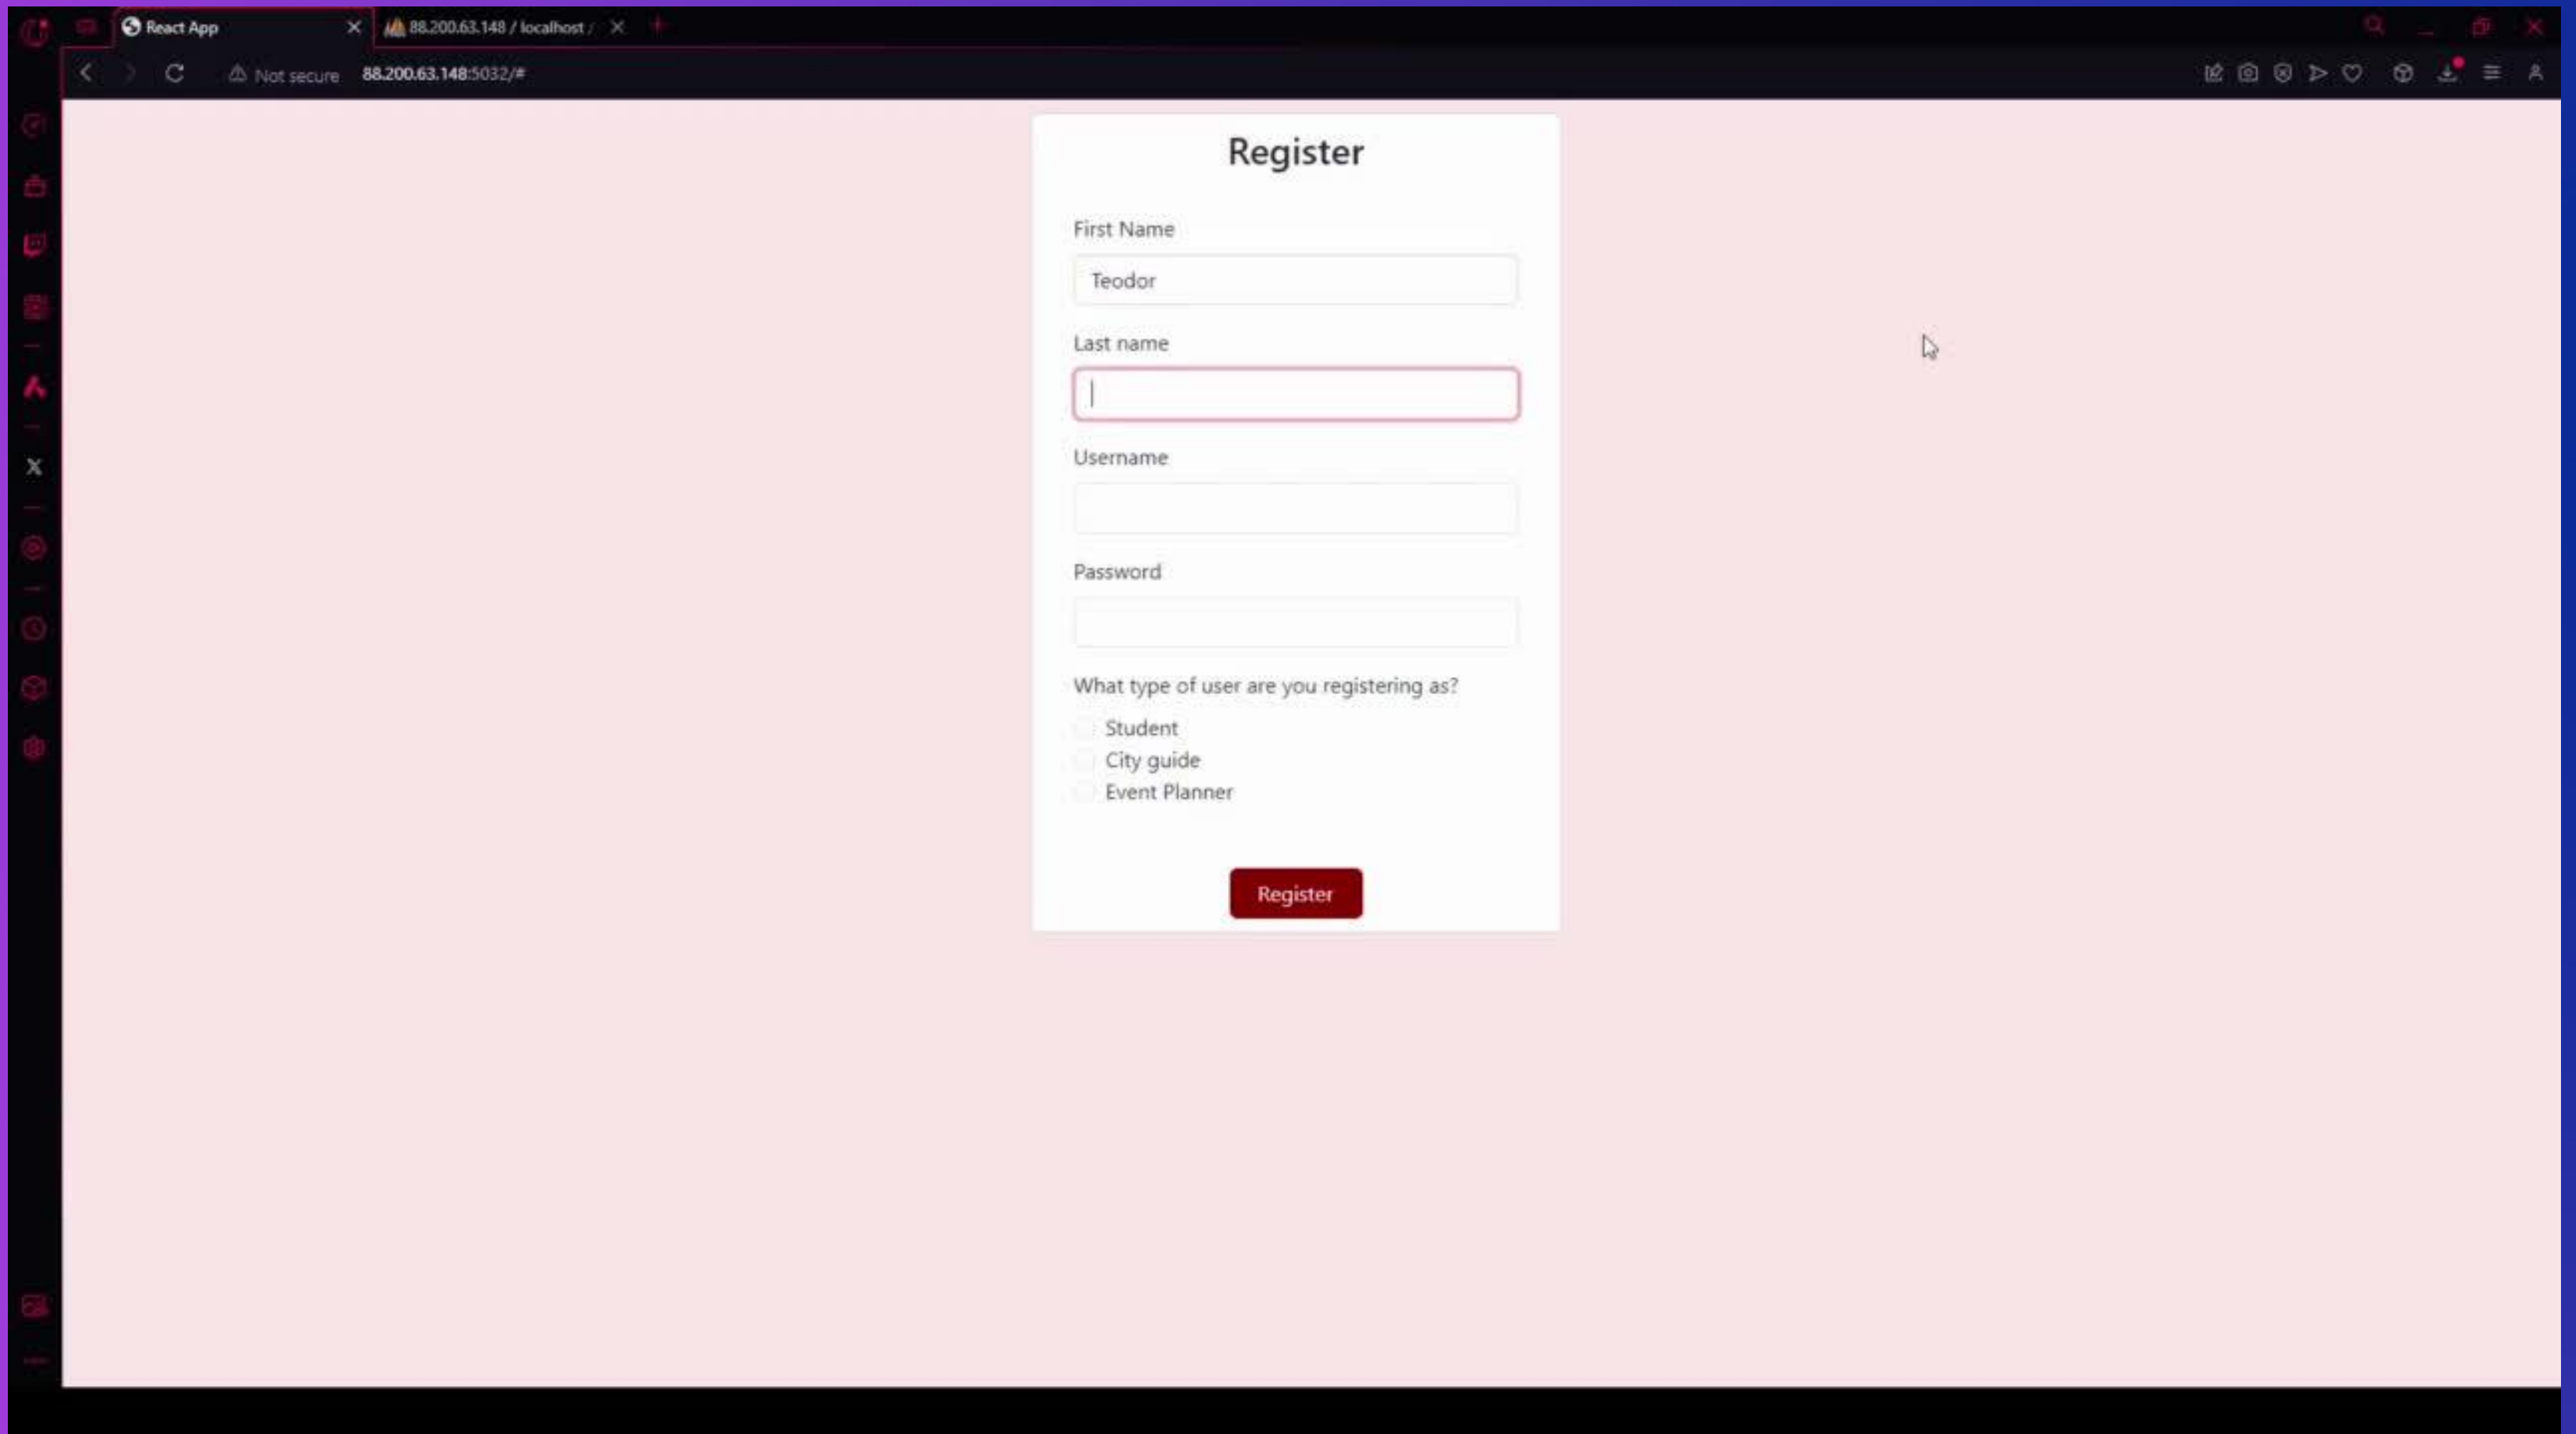 React App
88.200.63.148 / localhost /
Not secure 88.200.63.148:5032/#
Register
First Name
Teodor
Last name
Username
Password
What type of user are you registering as?
Student
City guide
Event Planner
Register